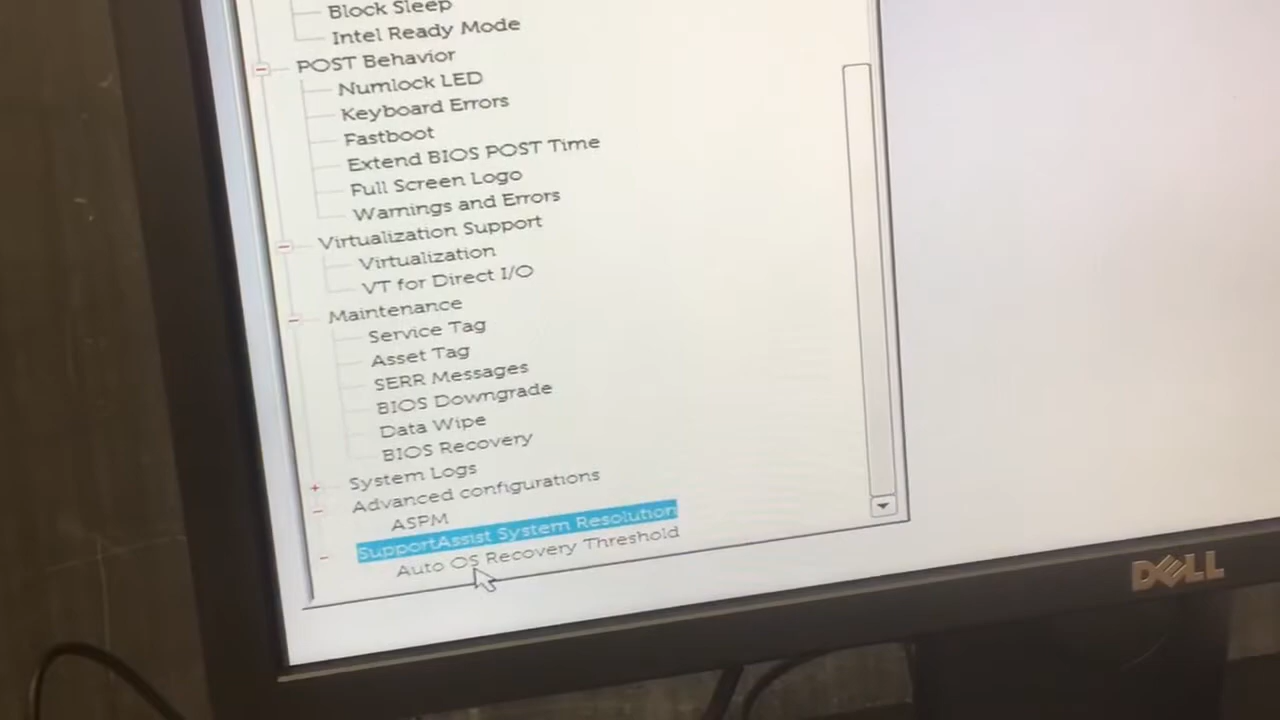 Block Sleep
Intel Ready Mode
POST Behavior
Numlock LED
Keyboard Errors
Fastboot
Extend BIOS POST Time
Full Screen Logo
Warnings and Errors
Virtualization Support
Virtualization
VT for Direct I/O
Maintenance
Service Tag
Asset Tag
SERR Messages
BIOS Downgrade
Data Wipe
BIOS Recovery
System Logs
Advanced configurations
ASPM
SupportAssist System Resolution
Auto OS Recovery Threshold
DELL